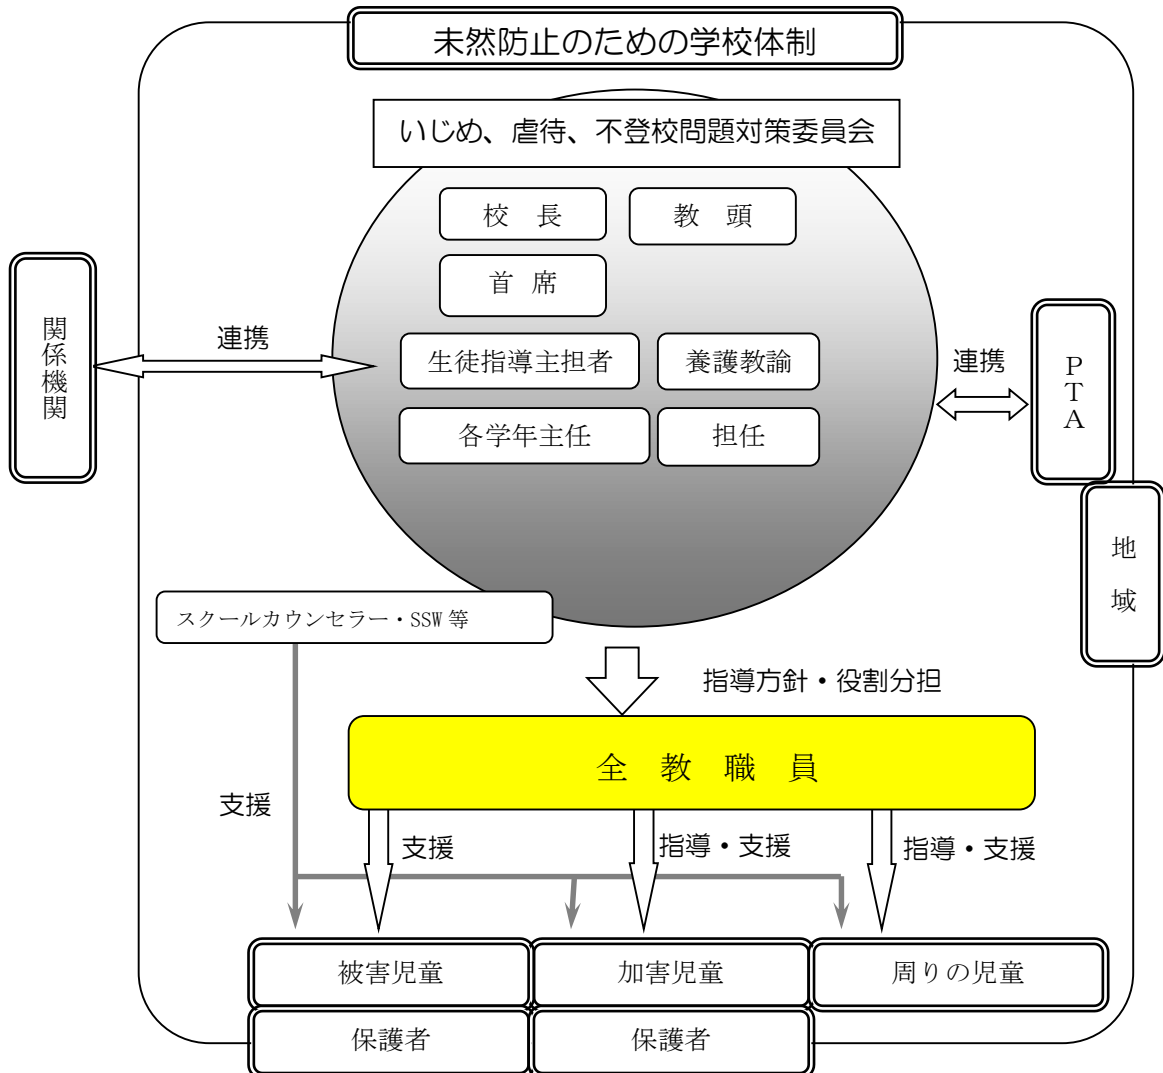 未然防止のための学校体制
いじめ、虐待、不登校問題対策委員会
校　長
教　頭
首　席
関係機関
連携
生徒指導主担者
養護教諭
連携
PTA
各学年主任
担任
地　域
スクールカウンセラー・SSW 等
指導方針・役割分担
全　教　職　員
支援
支援
指導・支援
指導・支援
被害児童
加害児童
周りの児童
保護者
保護者